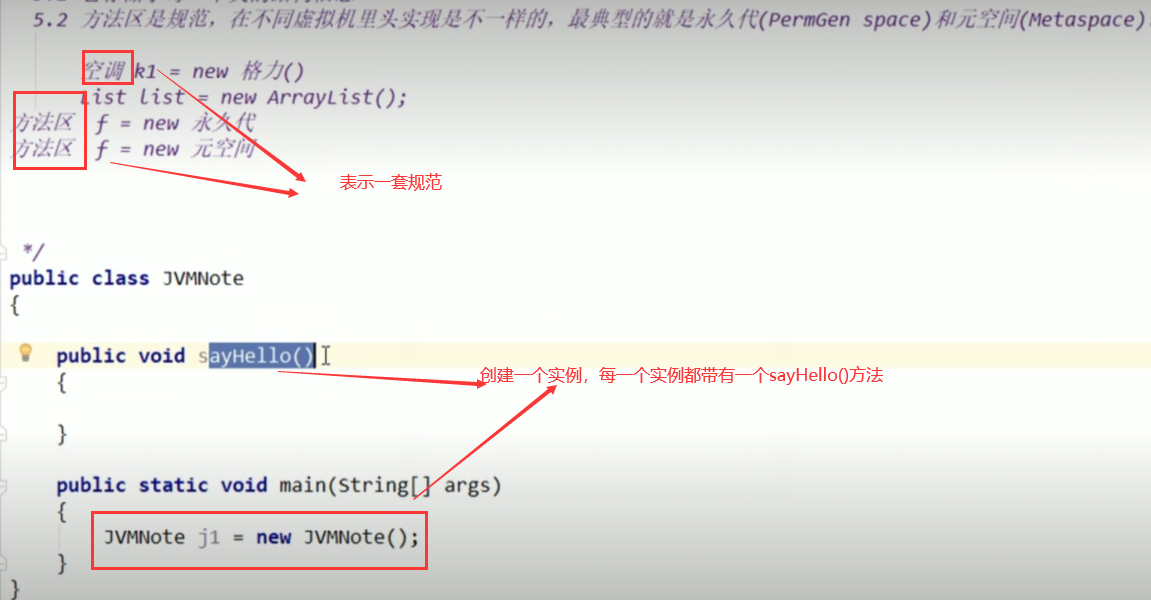 5.2 方法区是规范，在不同虚拟机里头实现是不一样的，最典型的就是永久代(PermGen space)和元空间(Metaspace)
空调 k1 = new 格力()
List list = new ArrayList();
方法区 f = new 永久代
方法区 f = new 元空间
表示一套规范
*/
public class JVMNote
{
public void sayHello()
创建一个实例，每一个实例都带有一个sayHello()方法
{
}
public static void main(String[] args)
{
JVMNote j1 = new JVMNote();
}
}